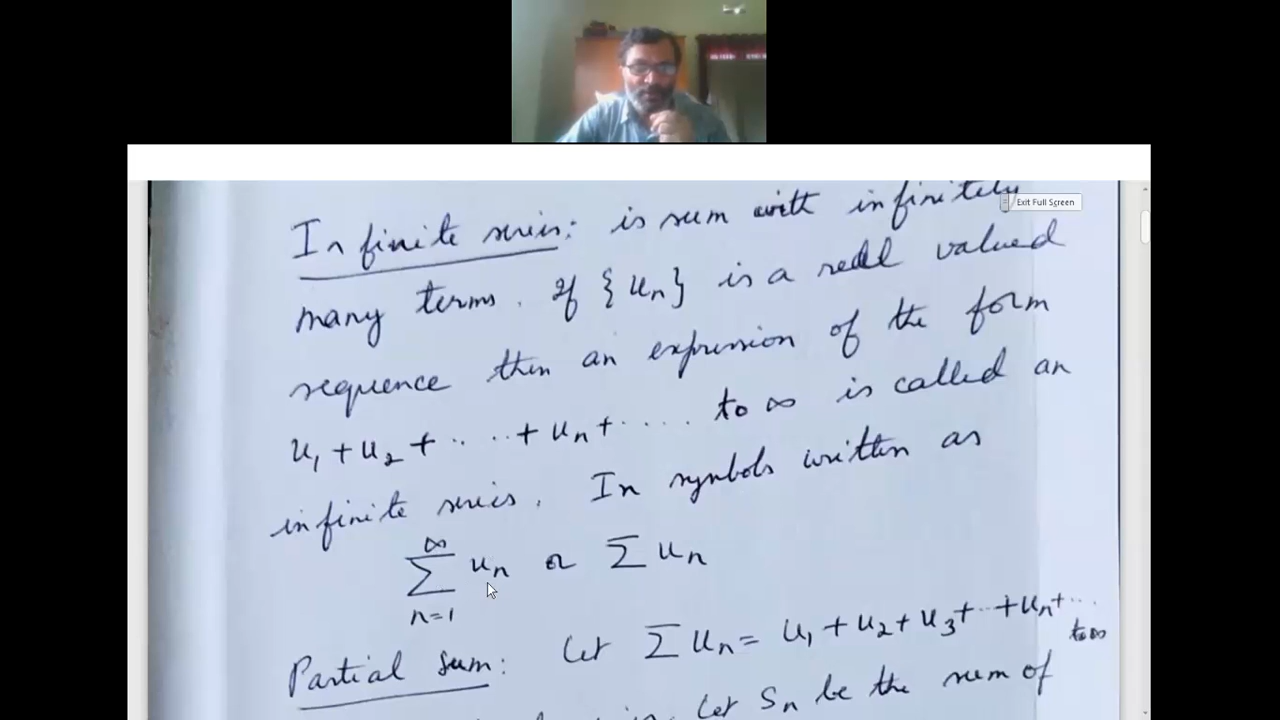 Exit Full Screen
Infinite series: is sum with infinitely
many terms. If {un} is a real valued
sequence then an expression of the form
u1 + u2 + ..... + un + .... to ∞ is called an
infinite series. In symbols written as
∞
∑ un or ∑ un
n=1
Partial sum: Let ∑ un = u1 + u2 + u3 + ... + un + ...
to ∞
Let Sn be the sum of